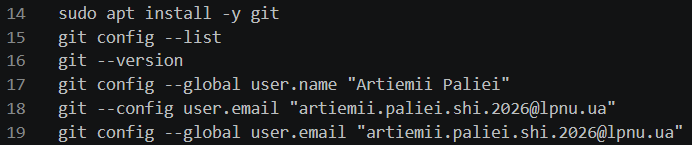 14 sudo apt install -y git
15 git config --list
16 git --version
17 git config --global user.name "Artiemii Paliei"
18 git --config user.email "artiemii.paliei.shi.2026@lpnu.ua"
19 git config --global user.email "artiemii.paliei.shi.2026@lpnu.ua"